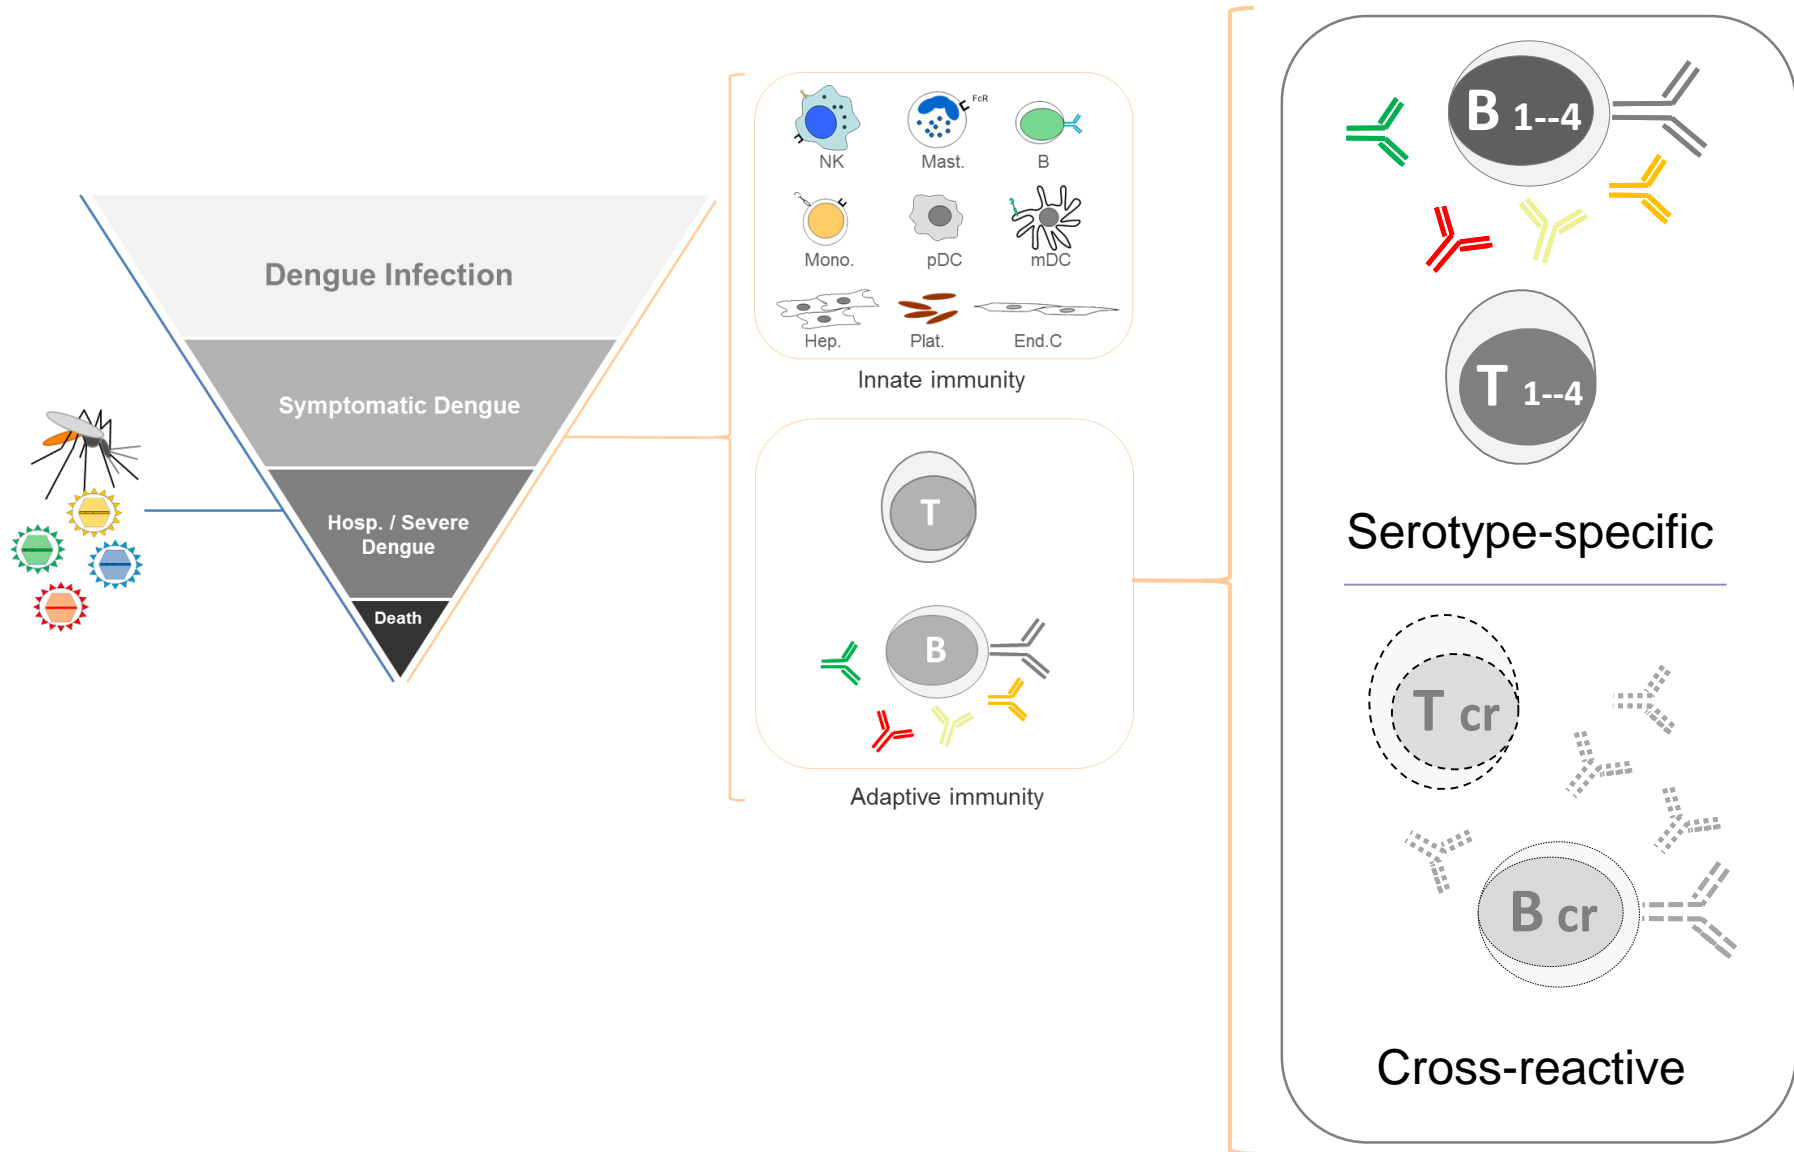 Dengue Infection
Symptomatic Dengue
Hosp. / Severe
Dengue
Death
FcR
NK
Mast.
B
Mono.
pDC
mDC
Hep.
Plat.
End.C
Innate immunity
T
B
Adaptive immunity
B 1--4
T 1--4
Serotype-specific
T cr
B cr
Cross-reactive